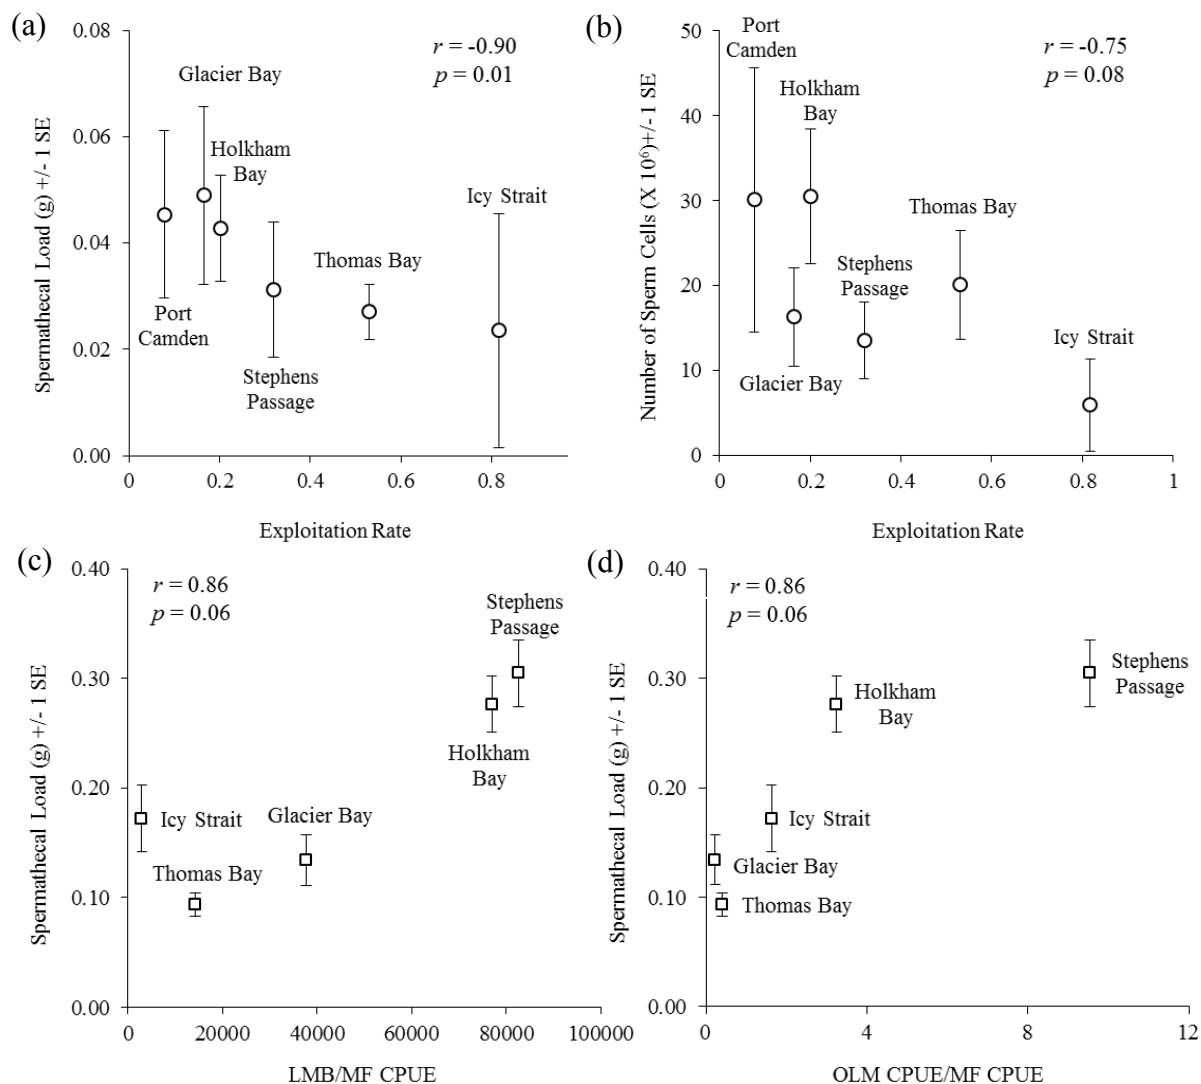 (a)
r = -0.90
p = 0.01
Spermathecal Load (g) +/- 1 SE
0.08
0.06
0.04
0.02
0.00
Glacier Bay
Holkham
Bay
Icy Strait
Thomas Bay
Port
Camden
Stephens
Passage
0
0.2
0.4
0.6
0.8
Exploitation Rate
(b)
r = -0.75
p = 0.08
Number of Sperm Cells (X 10⁶)+/- 1 SE
50
40
30
20
10
0
Port
Camden
Holkham
Bay
Thomas Bay
Stephens
Passage
Icy Strait
Glacier Bay
0
0.2
0.4
0.6
0.8
1
Exploitation Rate
(c)
r = 0.86
p = 0.06
Spermathecal Load (g) +/- 1 SE
0.40
0.30
0.20
0.10
0.00
Stephens
Passage
Holkham
Bay
Icy Strait
Glacier Bay
Thomas Bay
0
20000
40000
60000
80000
100000
LMB/MF CPUE
(d)
r = 0.86
p = 0.06
Spermathecal Load (g) +/- 1 SE
0.40
0.30
0.20
0.10
0.00
Stephens
Passage
Holkham
Bay
Icy Strait
Glacier Bay
Thomas Bay
0
4
8
12
OLM CPUE/MF CPUE